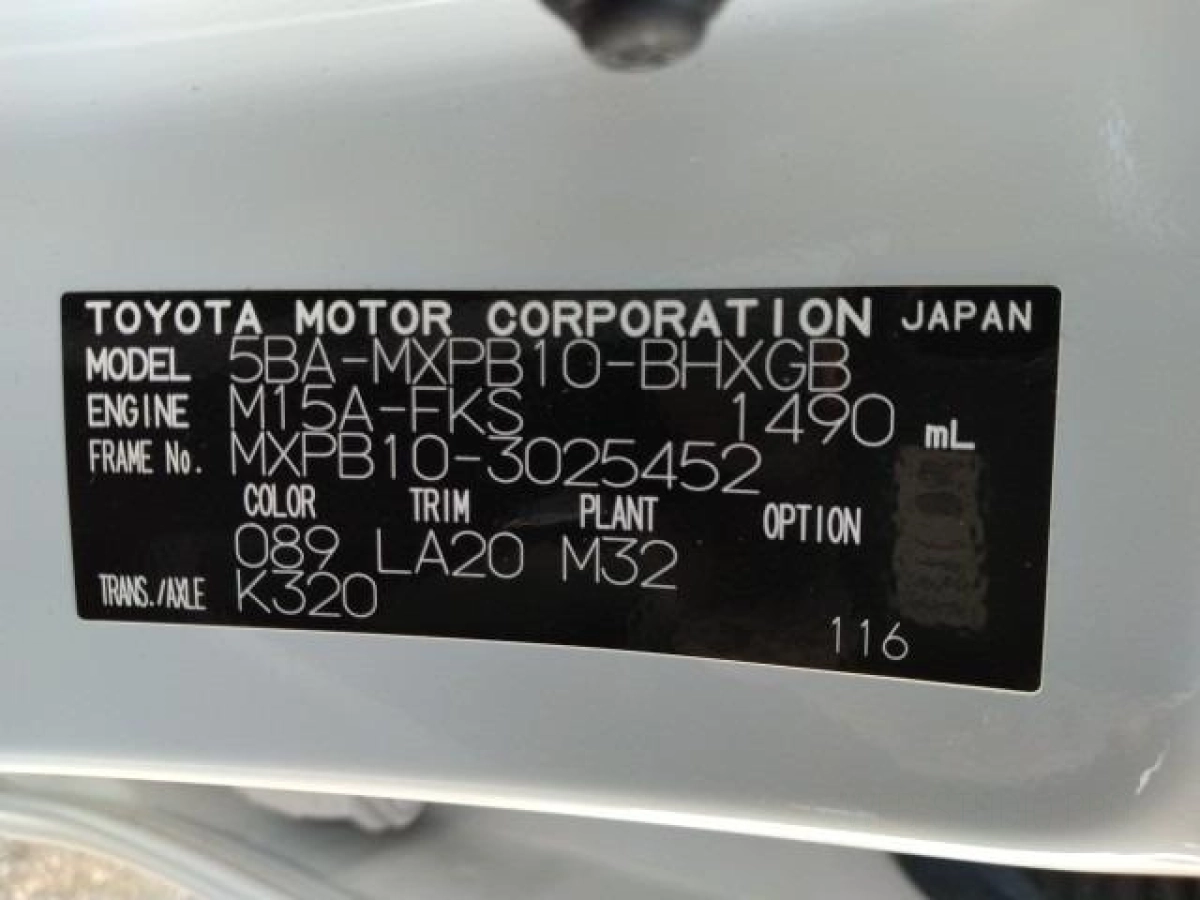 TOYOTA MOTOR CORPORATION JAPAN
MODEL 5BA-MXPB10-BHXGB
ENGINE M15A-FKS 1490 mL
FRAME No. MXPB10-3025452
COLOR TRIM PLANT OPTION
089 LA20 M32
TRANS./AXLE K320
116